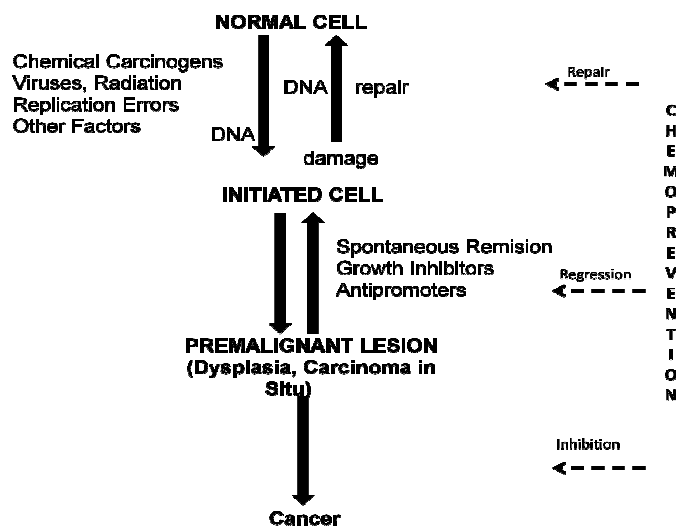 NORMAL CELL
Chemical Carcinogens
Viruses, Radiation
Replication Errors
Other Factors
DNA
DNA repair
damage
Repair
INITIATED CELL
Spontaneous Remision
Growth Inhibitors
Antipromoters
Regression
PREMALIGNANT LESION
(Dysplasia, Carcinoma in
Situ)
Inhibition
Cancer
CHEMOPREVENTION